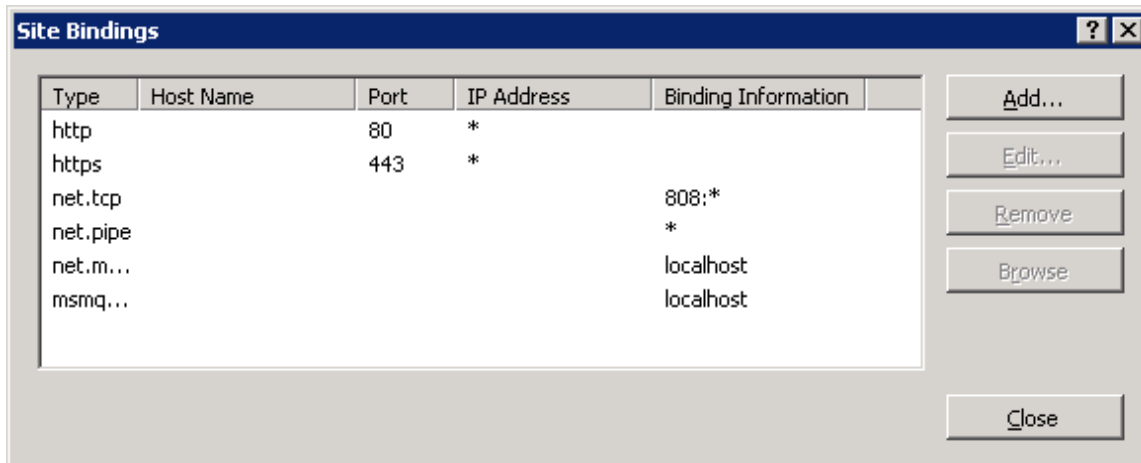 Site Bindings
Type Host Name Port IP Address Binding Information
http 80 *
https 443 *
net.tcp 808:*
net.pipe *
net.m... localhost
msmq... localhost
Add...
Edit...
Remove
Browse
Close